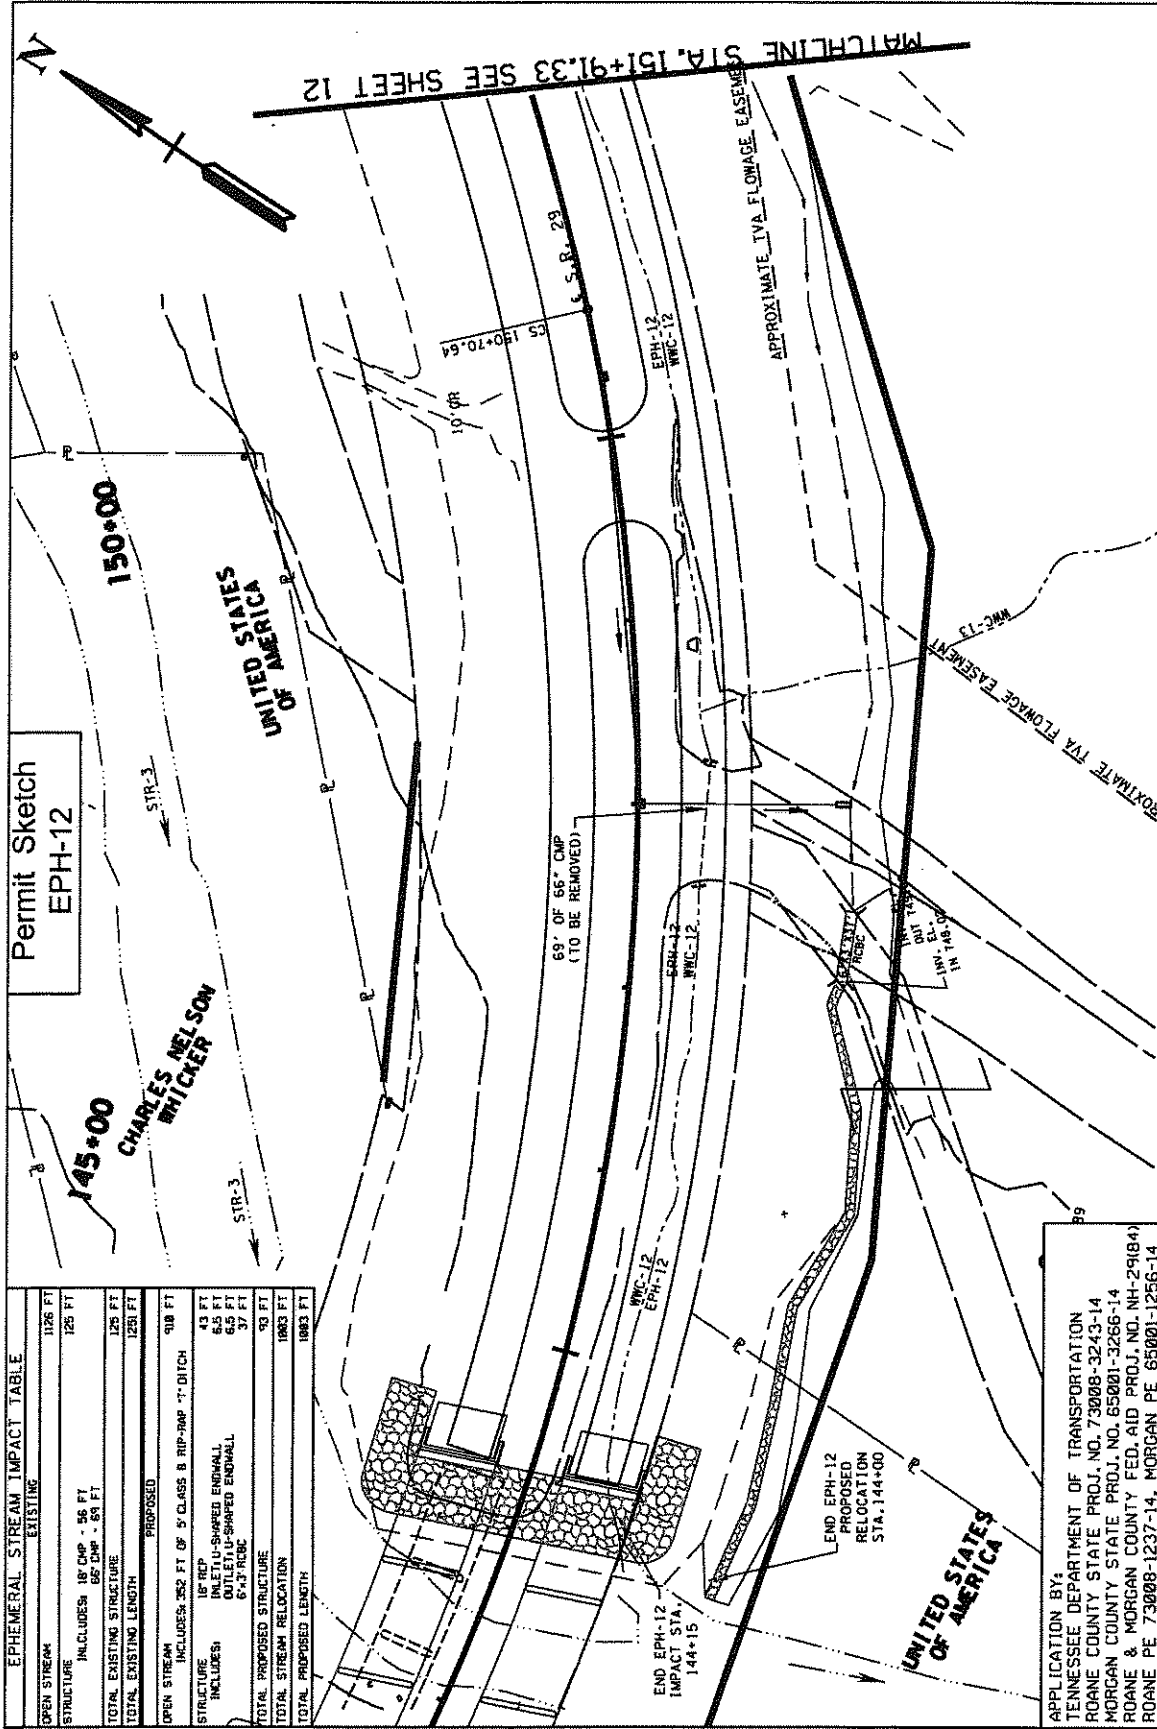 Permit Sketch
EPH-12
N
MATCHLINE STA. 151+91.33 SEE SHEET 12
150+00
145+00
STR-3
STR-3
CHARLES NELSON
WHICKER
UNITED STATES
OF AMERICA
10' GR
CS 150+70.64
S.R. 29
EPH-12
WWC-12
APPROXIMATE TVA FLOWAGE EASEMENT
WWC-13
APPROXIMATE TVA FLOWAGE EASEMENT
69' OF 66" CMP
(TO BE REMOVED)
EPH-12
WWC-12
RCBC
OUT
INV. EL.
WWC-12
EPH-12
89
END EPH-12
IMPACT STA.
144+15
END EPH-12
PROPOSED
RELOCATION
STA. 144+00
UNITED STATES
OF AMERICA
EPHEMERAL STREAM IMPACT TABLE
EXISTING
OPEN STREAM 1126 FT
STRUCTURE 125 FT
INLCLUDES: 18" CMP - 56 FT
66" CMP - 69 FT
TOTAL EXISTING STRUCTURE 125 FT
TOTAL EXISTING LENGTH 1251 FT
PROPOSED
OPEN STREAM 910 FT
INCLUDES: 352 FT OF 5' CLASS B RIP-RAP "T" DITCH
STRUCTURE
INCLUDES:
18" RCP 43 FT
INLET: U-SHAPED ENDWALL 6.5 FT
OUTLET: U-SHAPED ENDWALL 6.5 FT
6'x3' RCBC 37 FT
TOTAL PROPOSED STRUCTURE 93 FT
TOTAL STREAM RELOCATION 1003 FT
TOTAL PROPOSED LENGTH 1003 FT
APPLICATION BY:
TENNESSEE DEPARTMENT OF TRANSPORTATION
ROANE COUNTY STATE PROJ. NO. 73008-3243-14
MORGAN COUNTY STATE PROJ. NO. 65001-3266-14
ROANE & MORGAN COUNTY FED. AID PROJ. NO. NH-29(84)
ROANE PE 73008-1237-14, MORGAN PE 65001-1256-14